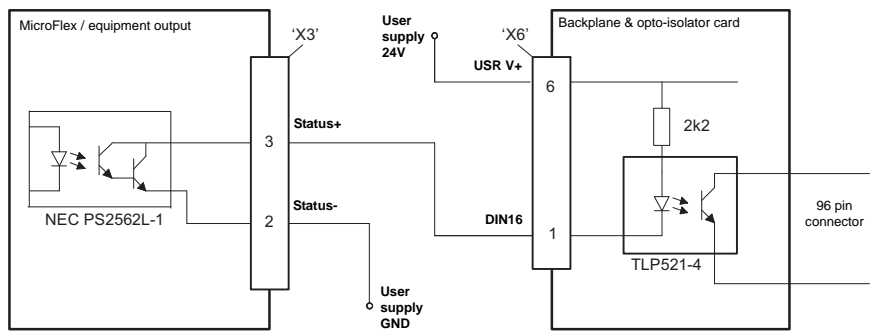 MicroFlex / equipment output
'X3'
User
supply
24V
'X6'
Backplane & opto-isolator card
USR V+
6
2k2
3
Status+
NEC PS2562L-1
2
Status-
DIN16
1
TLP521-4
96 pin
connector
User
supply
GND